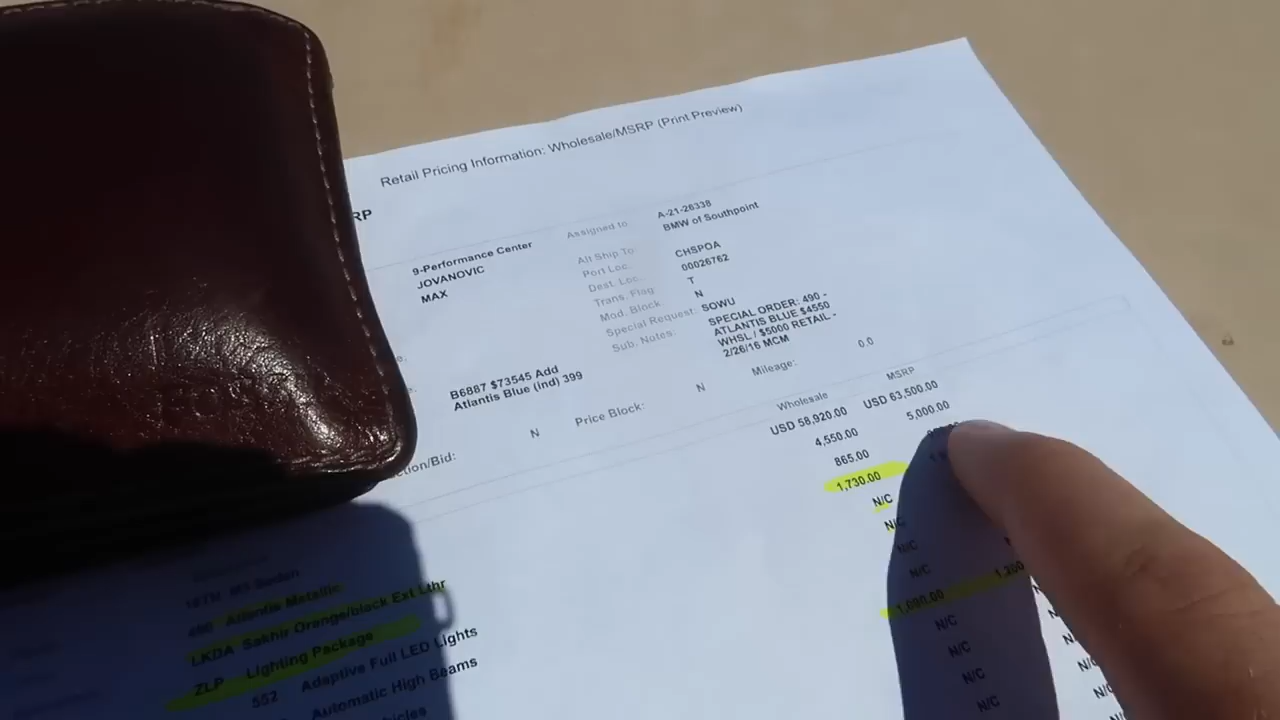 Retail Pricing Information: Wholesale/MSRP (Print Preview)
RP
9-Performance Center
JOVANOVIC
MAX
Assigned to
A-21-26338
BMW of Southpoint
Alt Ship To:
Port Loc. CHSPOA
Dest. Loc. 00026762
Trans. Flag T
Mod. Block. N
Special Request: SOWU
Sub. Notes: SPECIAL ORDER: 490 -
ATLANTIS BLUE $4550
WHSL / $5000 RETAIL -
2/26/16 MCM
B6887 $73545 Add
Atlantis Blue (ind) 399
N Price Block: N Mileage: 0.0
ction/Bid:
Wholesale MSRP
USD 58,920.00 USD 63,500.00
4,550.00 5,000.00
865.00
1,730.00
N/C
N/C
N/C
N/C
1,090.00
N/C
N/C
N/C
N/C
M3 Sedan
490 Atlantis Metallic
LKDA Sakhir Orange/black Ext Lthr
ZLP Lighting Package
552 Adaptive Full LED Lights
Automatic High Beams